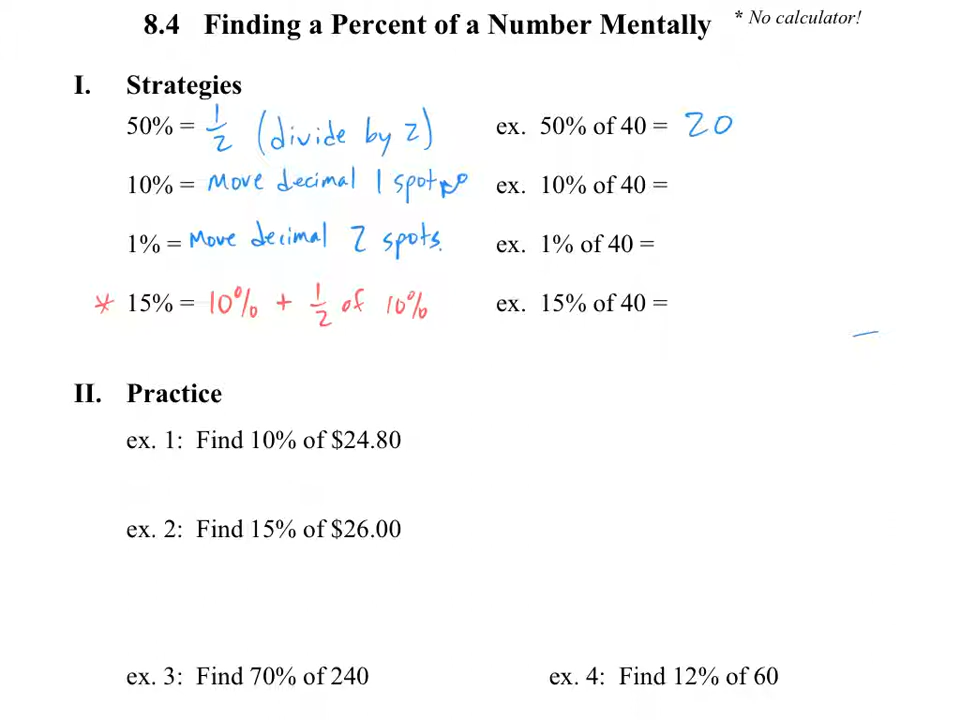 8.4 Finding a Percent of a Number Mentally * No calculator!
I. Strategies
50% = 1/2 (divide by 2) ex. 50% of 40 = 20
10% = Move decimal 1 spot ex. 10% of 40 =
1% = Move decimal 2 spots. ex. 1% of 40 =
* 15% = 10% + 1/2 of 10% ex. 15% of 40 =
II. Practice
ex. 1: Find 10% of $24.80
ex. 2: Find 15% of $26.00
ex. 3: Find 70% of 240 ex. 4: Find 12% of 60